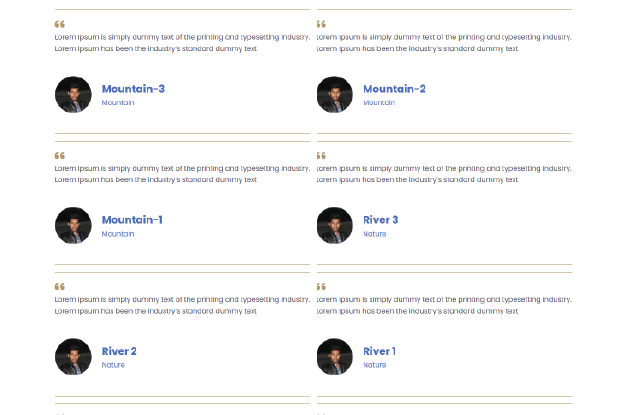 ❝
Lorem Ipsum is simply dummy text of the printing and typesetting industry.
Lorem Ipsum has been the industry's standard dummy text
Mountain-3
Mountain
❝
Lorem Ipsum is simply dummy text of the printing and typesetting industry.
Lorem Ipsum has been the industry's standard dummy text
Mountain-2
Mountain
❝
Lorem Ipsum is simply dummy text of the printing and typesetting industry.
Lorem Ipsum has been the industry's standard dummy text
Mountain-1
Mountain
❝
Lorem Ipsum is simply dummy text of the printing and typesetting industry.
Lorem Ipsum has been the industry's standard dummy text
River 3
Nature
❝
Lorem Ipsum is simply dummy text of the printing and typesetting industry.
Lorem Ipsum has been the industry's standard dummy text
River 2
Nature
❝
Lorem Ipsum is simply dummy text of the printing and typesetting industry.
Lorem Ipsum has been the industry's standard dummy text
River 1
Nature